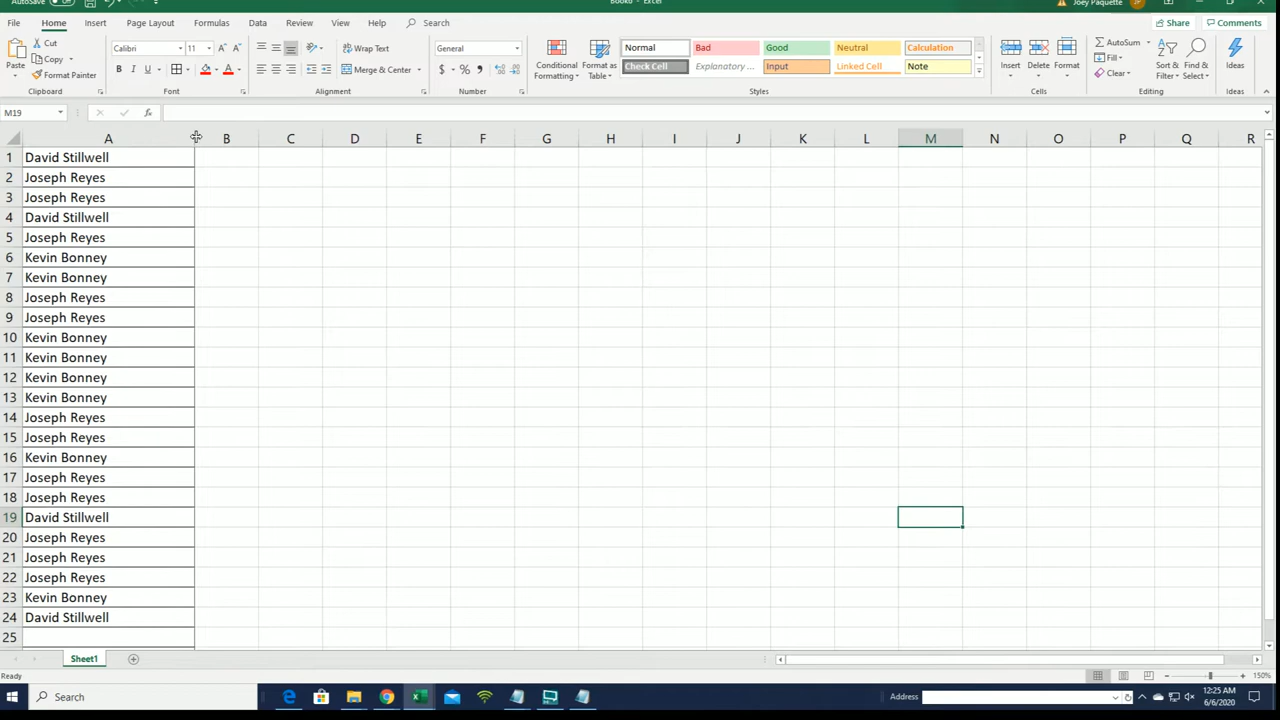 AutoSave Off Book6 - Excel Joey Paquette JP
File Home Insert Page Layout Formulas Data Review View Help Search Share Comments
Paste Cut Copy Format Painter Clipboard
Calibri 11 A A B I U A Font
Wrap Text Merge & Center Alignment
General $ % , Number
Conditional Formatting Format as Table
Normal Bad Good Neutral Calculation
Check Cell Explanatory ... Input Linked Cell Note
Styles
Insert Delete Format Cells
AutoSum Fill Clear Sort & Filter Find & Select Editing
Ideas Ideas
M19 fx
A B C D E F G H I J K L M N O P Q R
1 David Stillwell
2 Joseph Reyes
3 Joseph Reyes
4 David Stillwell
5 Joseph Reyes
6 Kevin Bonney
7 Kevin Bonney
8 Joseph Reyes
9 Joseph Reyes
10 Kevin Bonney
11 Kevin Bonney
12 Kevin Bonney
13 Kevin Bonney
14 Joseph Reyes
15 Joseph Reyes
16 Kevin Bonney
17 Joseph Reyes
18 Joseph Reyes
19 David Stillwell
20 Joseph Reyes
21 Joseph Reyes
22 Joseph Reyes
23 Kevin Bonney
24 David Stillwell
25
Sheet1
Ready 150%
Search Address 12:25 AM
6/6/2020